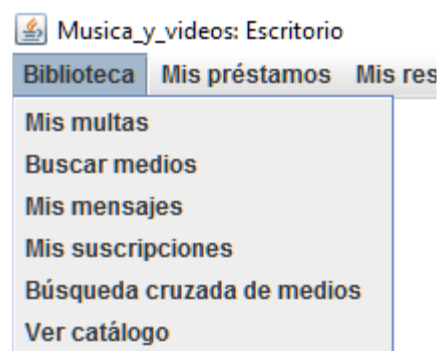 Musica_y_videos: Escritorio
Biblioteca Mis préstamos Mis
Mis multas
Buscar medios
Mis mensajes
Mis suscripciones
Búsqueda cruzada de medios
Ver catálogo